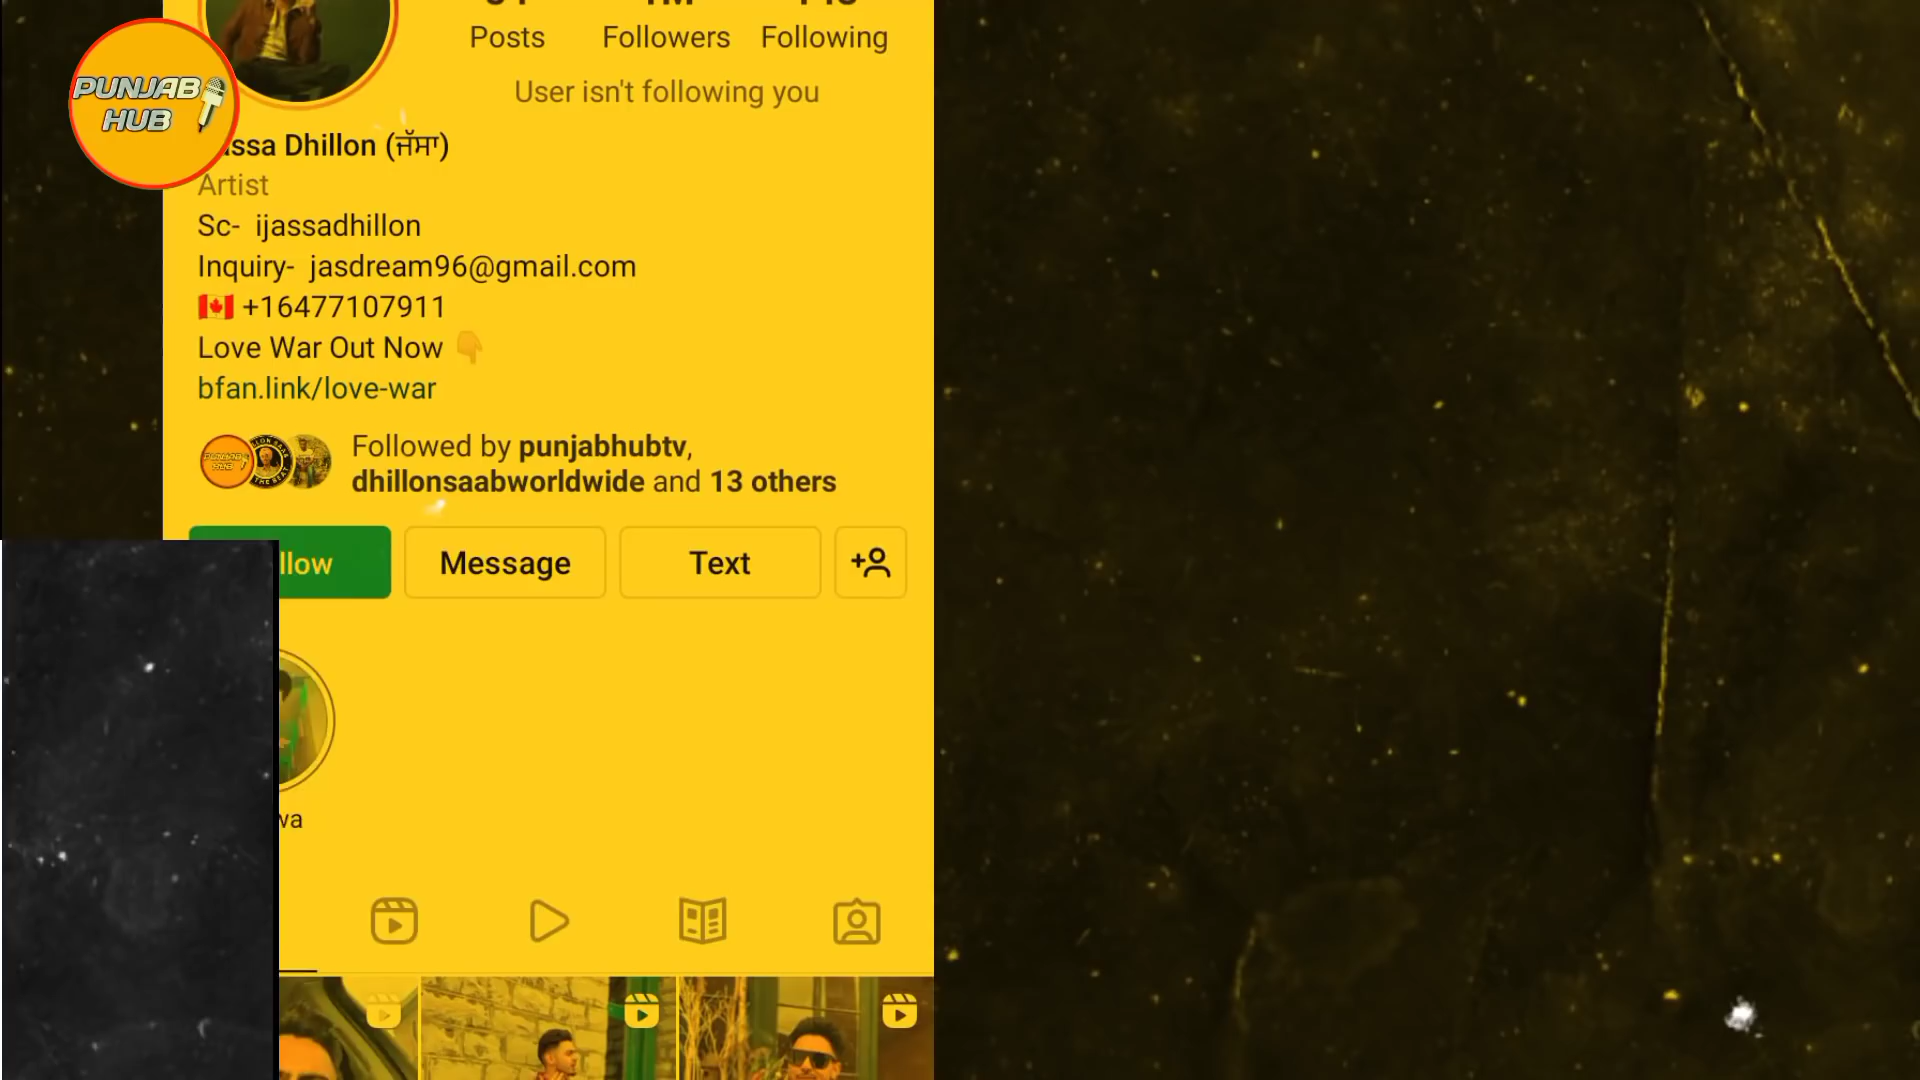 PUNJAB
HUB
Posts Followers Following
User isn't following you
ssa Dhillon (ਜੱਸਾ)
Artist
Sc- ijassadhillon
Inquiry- jasdream96@gmail.com
🇨🇦 +16477107911
Love War Out Now 👇
bfan.link/love-war
Followed by punjabhubtv,
dhillonsaabworldwide and 13 others
llow Message Text